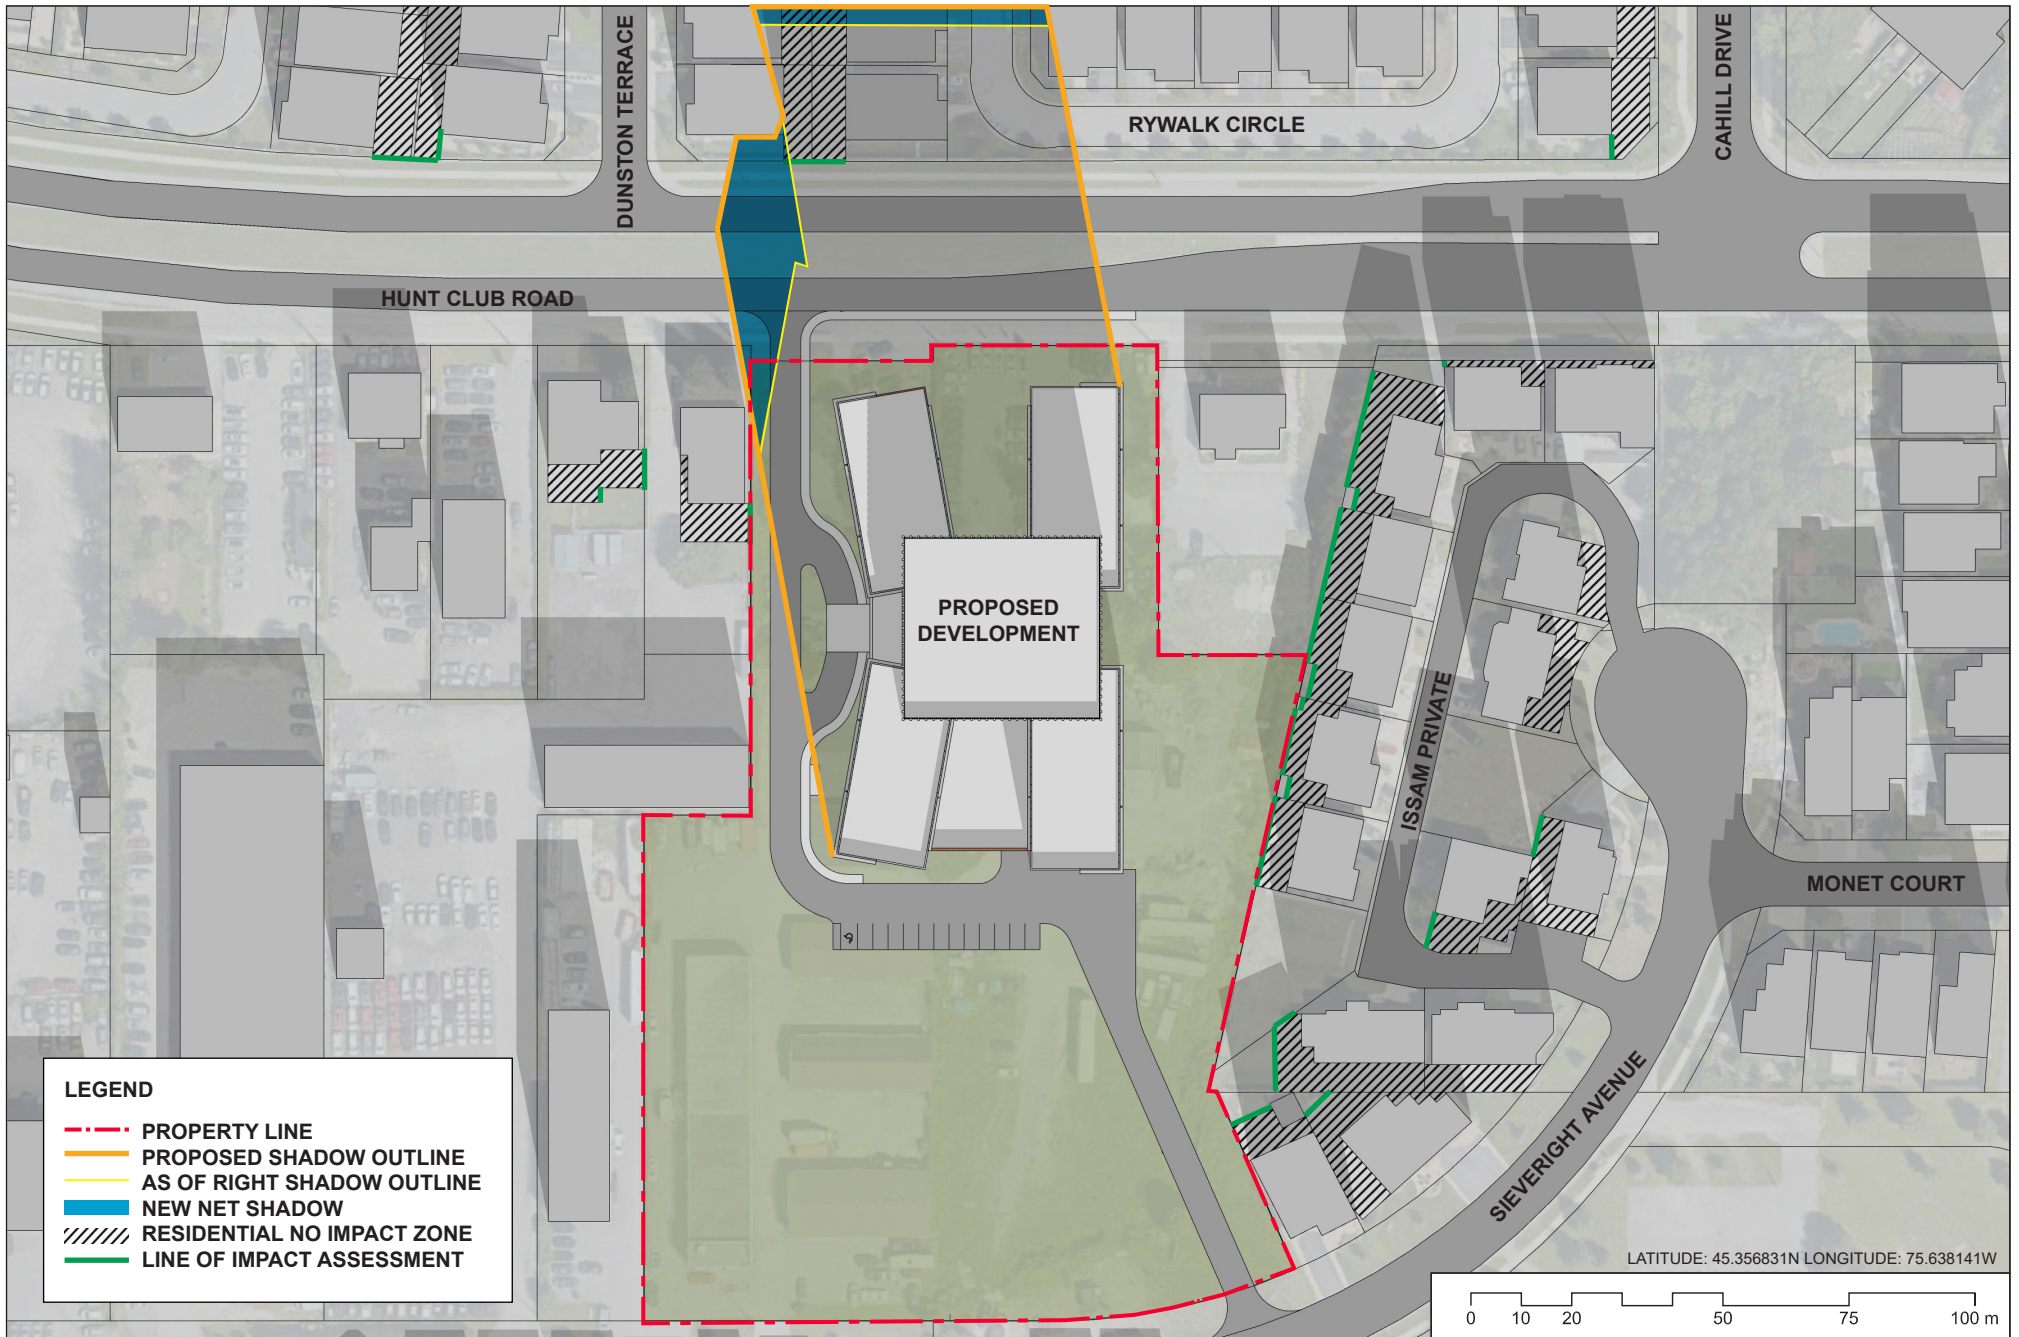 DUNSTON TERRACE
RYWALK CIRCLE
CAHILL DRIVE
HUNT CLUB ROAD
PROPOSED
DEVELOPMENT
ISSAM PRIVATE
MONET COURT
SIEVERIGHT AVENUE
LEGEND
PROPERTY LINE
PROPOSED SHADOW OUTLINE
AS OF RIGHT SHADOW OUTLINE
NEW NET SHADOW
RESIDENTIAL NO IMPACT ZONE
LINE OF IMPACT ASSESSMENT
LATITUDE: 45.356831N LONGITUDE: 75.638141W
0 10 20 50 75 100 m